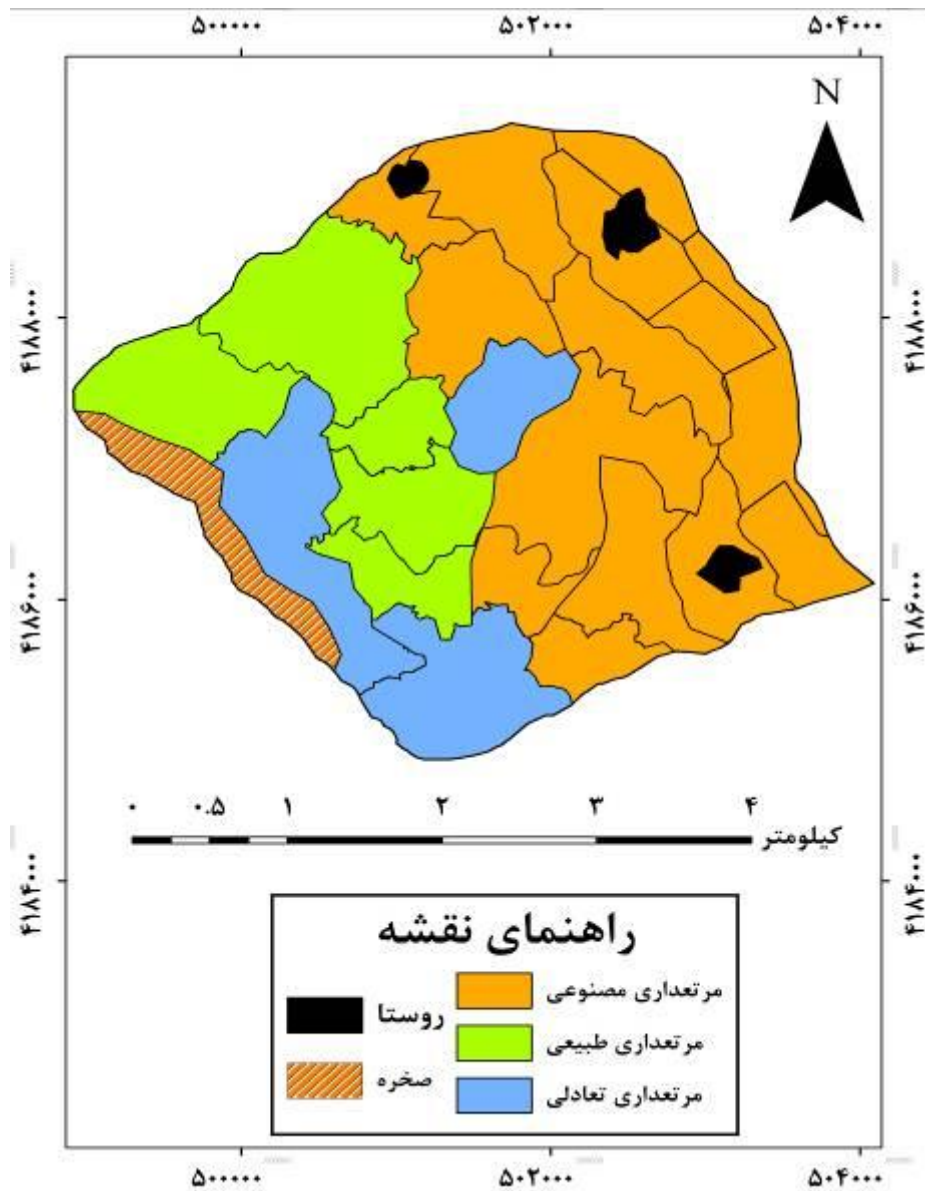 ۵۰۰۰۰۰ ۵۰۲۰۰۰ ۵۰۴۰۰۰
N
۴۱۸۸۰۰۰ ۴۱۸۸۰۰۰
۴۱۸۶۰۰۰ ۴۱۸۶۰۰۰
۰ ۰.۵ ۱ ۲ ۳ ۴
کیلومتر
۴۱۸۴۰۰۰ ۴۱۸۴۰۰۰
راهنمای نقشه
مرتعداری مصنوعی
روستا
مرتعداری طبیعی
صخره
مرتعداری تعادلی
۵۰۰۰۰۰ ۵۰۲۰۰۰ ۵۰۴۰۰۰